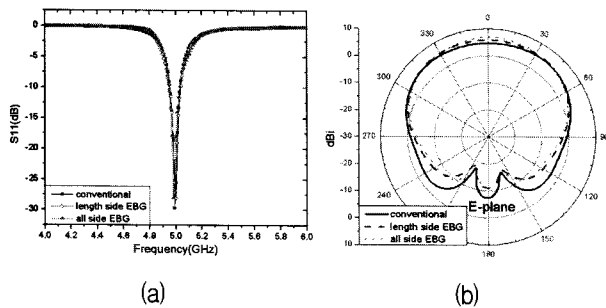 0
-5
-10
-15
-20
-25
-30
S11(dB)
conventional
length side EBG
all side EBG
4.0 4.2 4.4 4.6 4.8 5.0 5.2 5.4 5.6 5.8 6.0
Frequency(GHz)
(a)
(b)
10
0
-10
-20
-30
-20
-10
0
10
dBi
0
30
60
90
120
150
180
240
270
300
330
E-plane
conventional
length side EBG
all side EBG
(a)
(b)